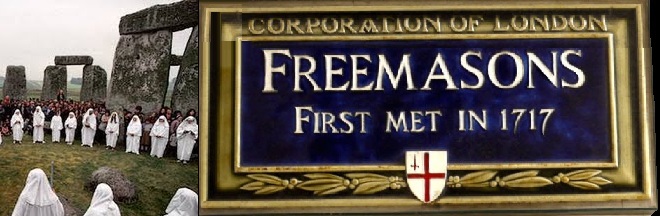 CORPORATION OF LONDON
FREEMASONS
FIRST MET IN 1717